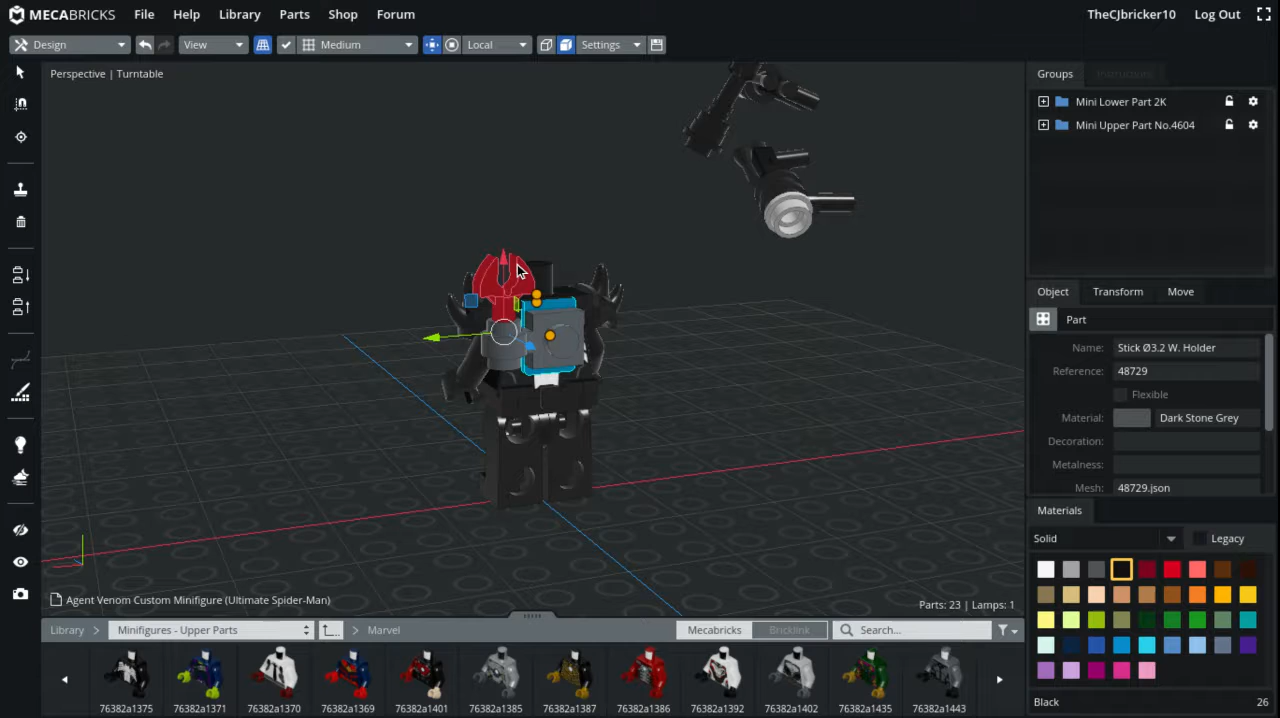 MECABRICKS File Help Library Parts Shop Forum TheCJbricker10 Log Out
Design View Medium Local Settings
Perspective | Turntable
Groups Instructions
Mini Lower Part 2K
Mini Upper Part No.4604
Object Transform Move
Part
Name: Stick Ø3.2 W. Holder
Reference: 48729
Flexible
Material: Dark Stone Grey
Decoration:
Metalness:
Mesh: 48729.json
Materials
Solid Legacy
Agent Venom Custom Minifigure (Ultimate Spider-Man) Parts: 23 | Lamps: 1
Library Minifigures - Upper Parts Marvel Mecabricks Bricklink Search...
76382a1375 76382a1371 76382a1370 76382a1369 76382a1401 76382a1385 76382a1387 76382a1386 76382a1392 76382a1402 76382a1435 76382a1443
Black 26